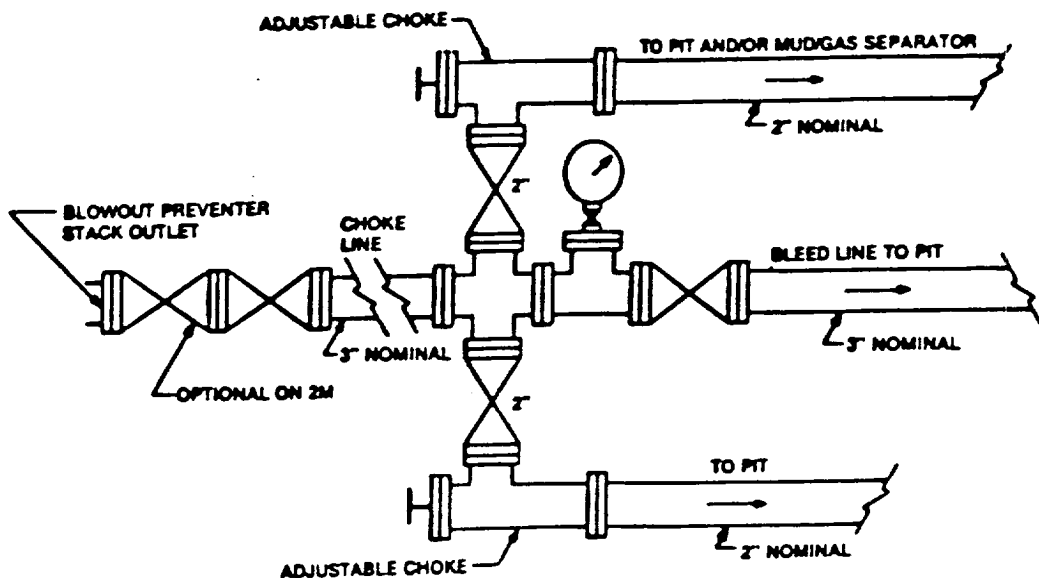 ADJUSTABLE CHOKE
TO PIT AND/OR MUD/GAS SEPARATOR
2" NOMINAL
2"
BLOWOUT PREVENTER
STACK OUTLET
CHOKE
LINE
BLEED LINE TO PIT
3" NOMINAL
3" NOMINAL
OPTIONAL ON 2M
2"
TO PIT
2" NOMINAL
ADJUSTABLE CHOKE